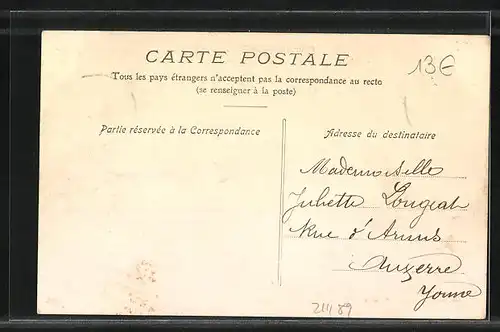 CARTE POSTALE
13€
Tous les pays étrangers n'acceptent pas la correspondance au recto
(se renseigner à la poste)
Partie réservée à la Correspondance
Adresse du destinataire
Mademoiselle
Juliette
Rue d'
Auxerre
Yonne